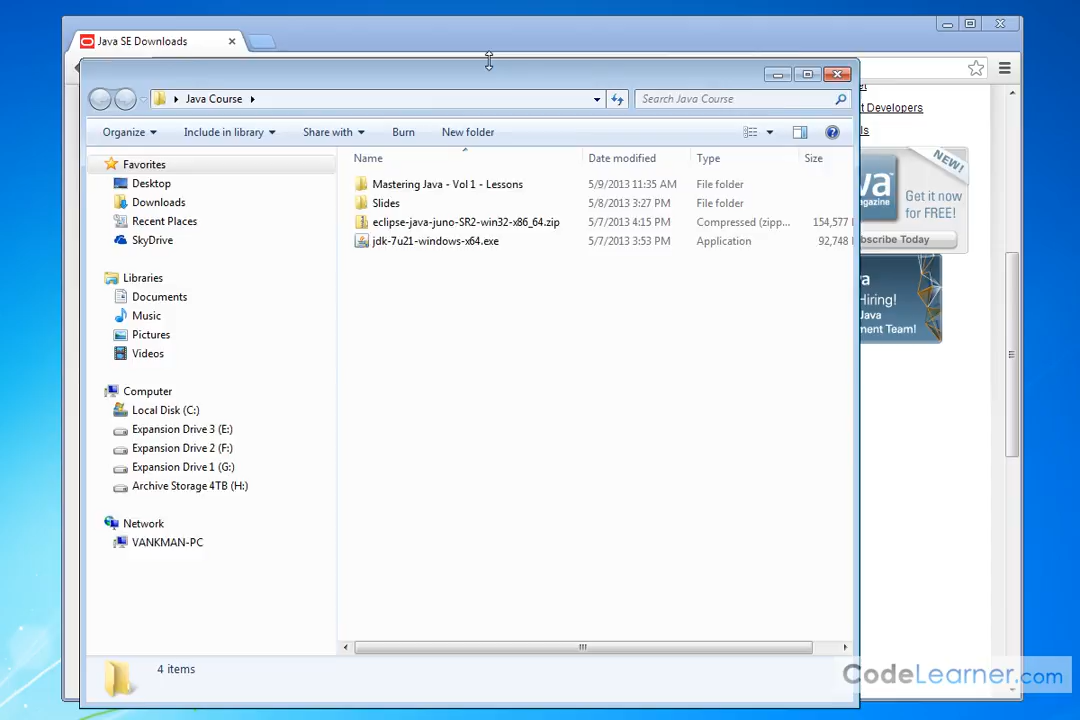 Java SE Downloads
Java Course
Search Java Course
Organize Include in library Share with Burn New folder
Name Date modified Type Size
Favorites
Desktop
Downloads
Recent Places
SkyDrive
Libraries
Documents
Music
Pictures
Videos
Computer
Local Disk (C:)
Expansion Drive 3 (E:)
Expansion Drive 2 (F:)
Expansion Drive 1 (G:)
Archive Storage 4TB (H:)
Network
VANKMAN-PC
Mastering Java - Vol 1 - Lessons 5/9/2013 11:35 AM File folder
Slides 5/8/2013 3:27 PM File folder
eclipse-java-juno-SR2-win32-x86_64.zip 5/7/2013 4:15 PM Compressed (zipp... 154,577
jdk-7u21-windows-x64.exe 5/7/2013 3:53 PM Application 92,748
4 items
t Developers
ls
NEW!
va
agazine
Get it now
for FREE!
bscribe Today
a
Hiring!
Java
ment Team!
CodeLearner.com